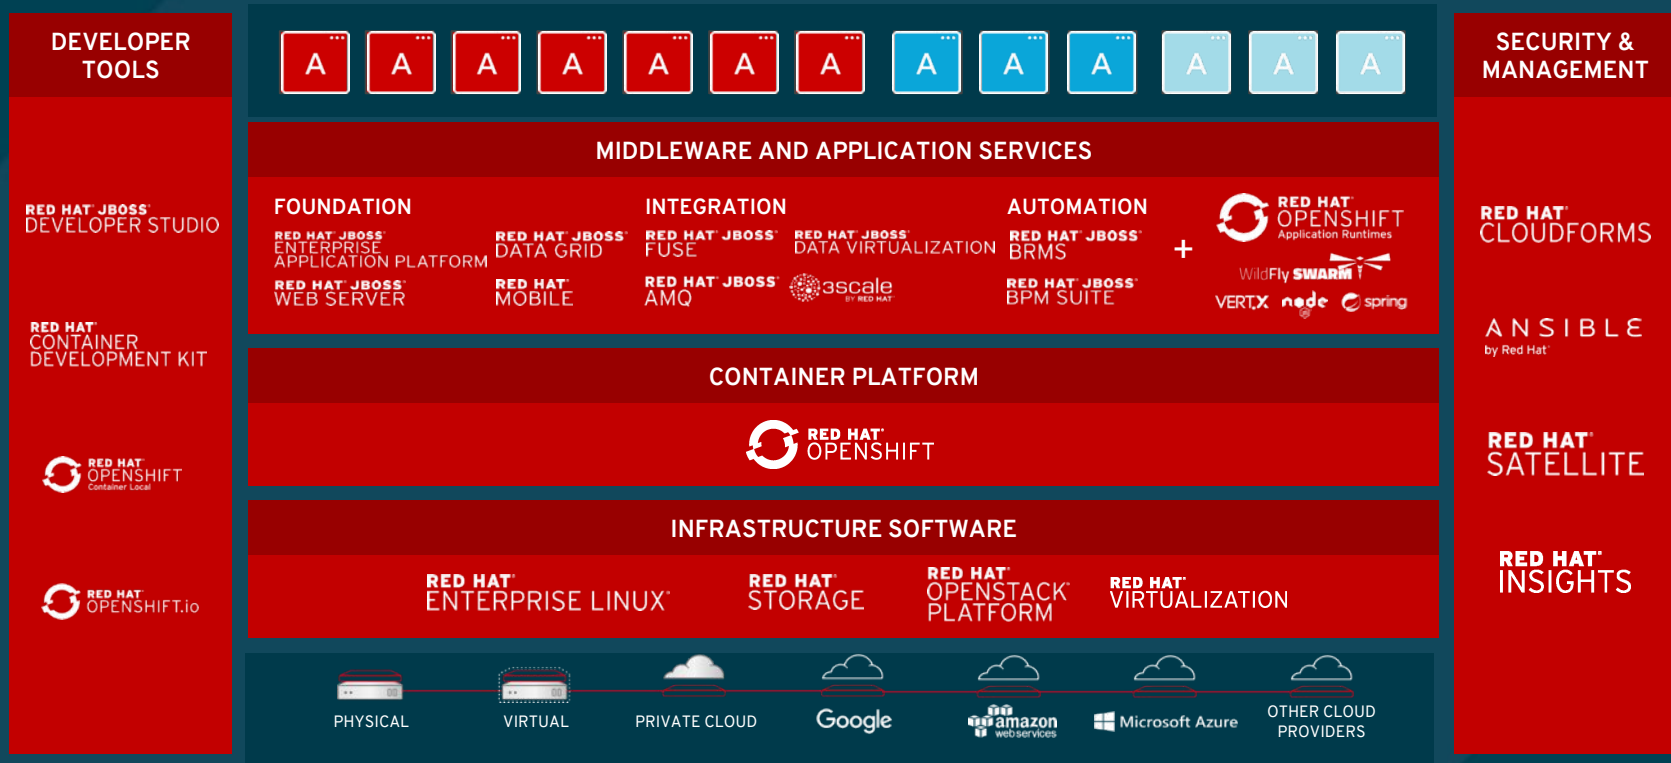 DEVELOPER
TOOLS
RED HAT® JBOSS®
DEVELOPER STUDIO
RED HAT®
CONTAINER
DEVELOPMENT KIT
RED HAT®
OPENSHIFT
Container Local
RED HAT®
OPENSHIFT.io
A A A A A A A A A A A A A
MIDDLEWARE AND APPLICATION SERVICES
FOUNDATION
RED HAT® JBOSS®
ENTERPRISE
APPLICATION PLATFORM
RED HAT® JBOSS®
DATA GRID
RED HAT® JBOSS®
WEB SERVER
RED HAT®
MOBILE
INTEGRATION
RED HAT® JBOSS®
FUSE
RED HAT® JBOSS®
DATA VIRTUALIZATION
RED HAT® JBOSS®
AMQ
3scale
BY RED HAT®
AUTOMATION
RED HAT® JBOSS®
BRMS
RED HAT® JBOSS®
BPM SUITE
+
RED HAT®
OPENSHIFT
Application Runtimes
WildFly SWARM
VERT.X node JS spring
CONTAINER PLATFORM
RED HAT®
OPENSHIFT
INFRASTRUCTURE SOFTWARE
RED HAT®
ENTERPRISE LINUX®
RED HAT®
STORAGE
RED HAT®
OPENSTACK®
PLATFORM
RED HAT®
VIRTUALIZATION
PHYSICAL
VIRTUAL
PRIVATE CLOUD
Google
amazon
webservices
Microsoft Azure
OTHER CLOUD
PROVIDERS
SECURITY &
MANAGEMENT
RED HAT®
CLOUDFORMS
ANSIBLE
by Red Hat®
RED HAT®
SATELLITE
RED HAT®
INSIGHTS